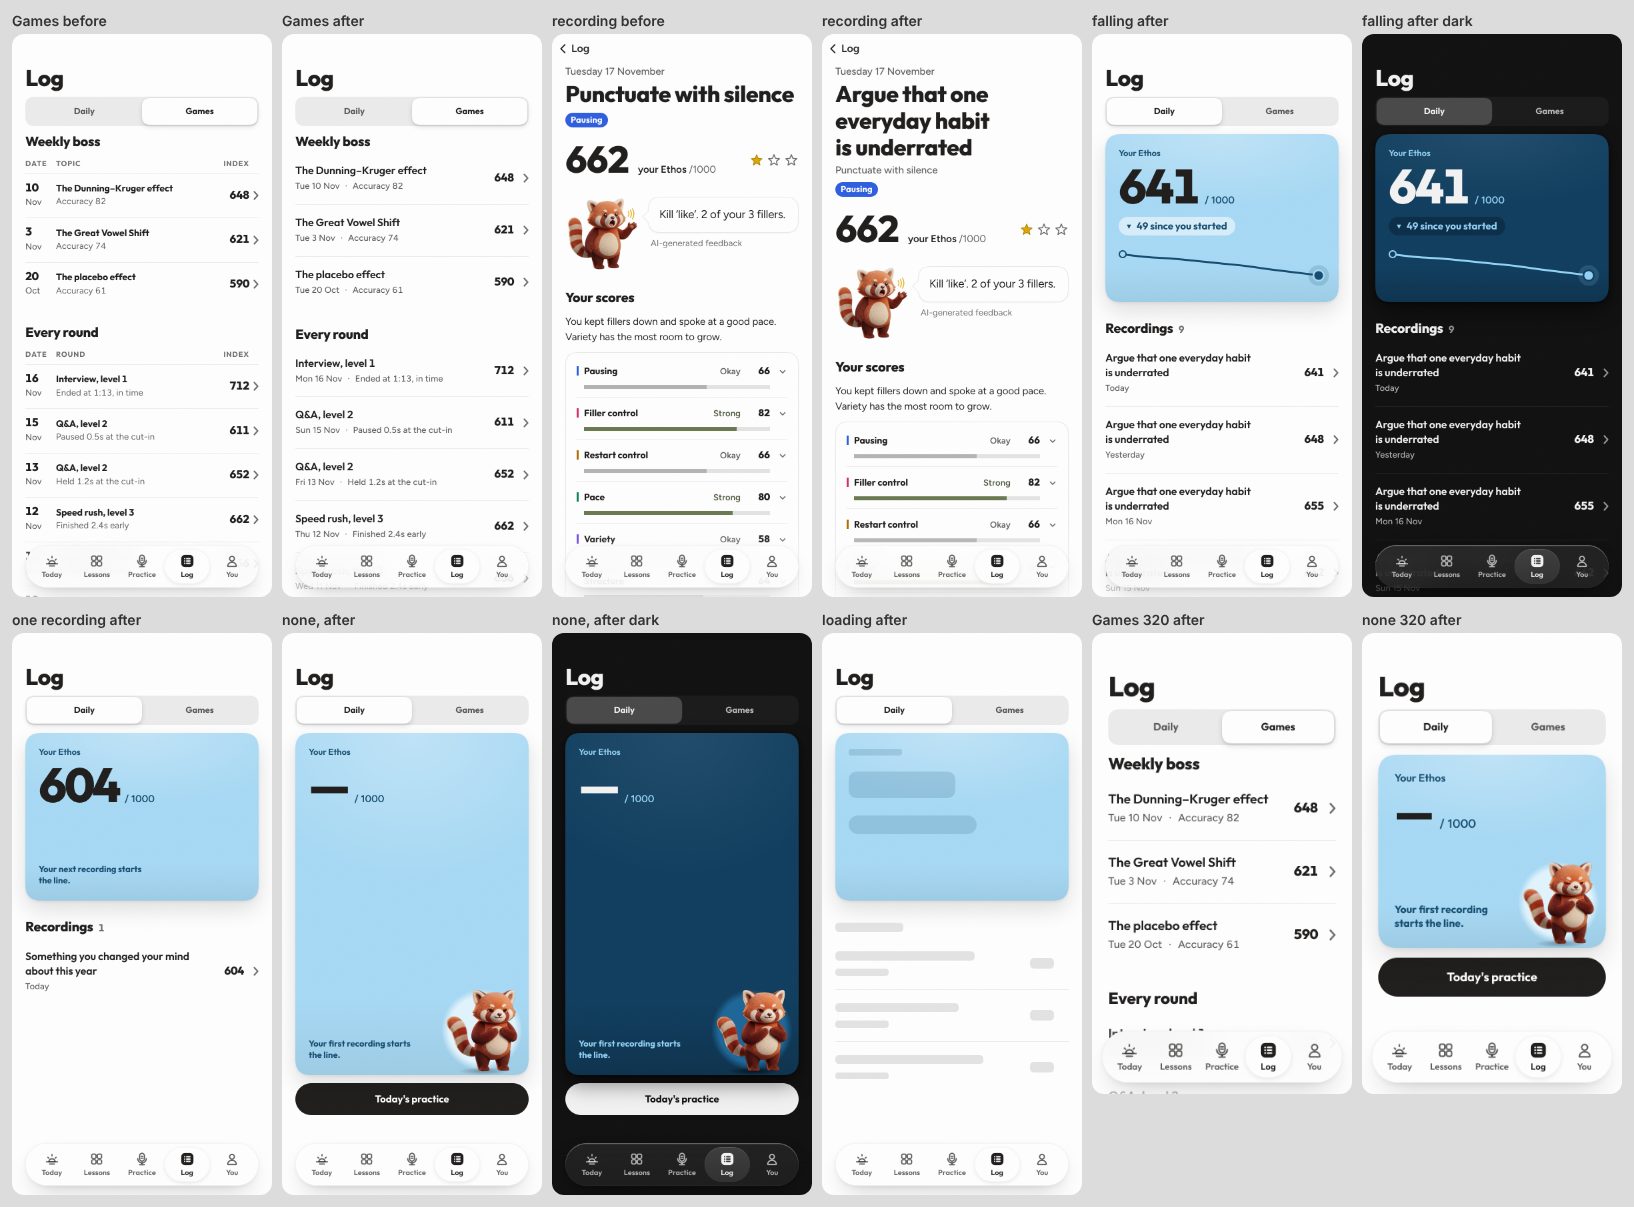 Games before
Log
Daily Games
Weekly boss
DATE TOPIC INDEX
10 Nov The Dunning–Kruger effect 648
Accuracy 82
3 Nov The Great Vowel Shift 621
Accuracy 74
20 Oct The placebo effect 590
Accuracy 61
Every round
DATE ROUND INDEX
16 Nov Interview, level 1 712
Ended at 1:13, in time
15 Nov Q&A, level 2 611
Paused 0.5s at the cut-in
13 Nov Q&A, level 2 652
Held 1.2s at the cut-in
12 Nov Speed rush, level 3 662
Finished 2.4s early
Today Lessons Practice Log You
Games after
Log
Daily Games
Weekly boss
The Dunning–Kruger effect 648
Tue 10 Nov · Accuracy 82
The Great Vowel Shift 621
Tue 3 Nov · Accuracy 74
The placebo effect 590
Tue 20 Oct · Accuracy 61
Every round
Interview, level 1 712
Mon 16 Nov · Ended at 1:13, in time
Q&A, level 2 611
Sun 15 Nov · Paused 0.5s at the cut-in
Q&A, level 2 652
Fri 13 Nov · Held 1.2s at the cut-in
Speed rush, level 3 662
Thu 12 Nov · Finished 2.4s early
Today Lessons Practice Log You
recording before
Log
Tuesday 17 November
Punctuate with silence
Pausing
662 your Ethos /1000
Kill 'like'. 2 of your 3 fillers.
AI-generated feedback
Your scores
You kept fillers down and spoke at a good pace.
Variety has the most room to grow.
Pausing Okay 66
Filler control Strong 82
Restart control Okay 66
Pace Strong 80
Variety Okay 58
Today Lessons Practice Log You
recording after
Log
Tuesday 17 November
Argue that one
everyday habit
is underrated
Punctuate with silence
Pausing
662 your Ethos /1000
Kill 'like'. 2 of your 3 fillers.
AI-generated feedback
Your scores
You kept fillers down and spoke at a good pace.
Variety has the most room to grow.
Pausing Okay 66
Filler control Strong 82
Restart control Okay 66
Today Lessons Practice Log You
falling after
Log
Daily Games
Your Ethos
641 / 1000
▼ 49 since you started
Recordings 9
Argue that one everyday habit
is underrated 641
Today
Argue that one everyday habit
is underrated 648
Yesterday
Argue that one everyday habit
is underrated 655
Mon 16 Nov
Today Lessons Practice Log You
Sun 15 Nov
falling after dark
Log
Daily Games
Your Ethos
641 / 1000
▼ 49 since you started
Recordings 9
Argue that one everyday habit
is underrated 641
Today
Argue that one everyday habit
is underrated 648
Yesterday
Argue that one everyday habit
is underrated 655
Mon 16 Nov
Today Lessons Practice Log You
Sun 15 Nov
one recording after
Log
Daily Games
Your Ethos
604 / 1000
Your next recording starts
the line.
Recordings 1
Something you changed your mind
about this year 604
Today
Today Lessons Practice Log You
none, after
Log
Daily Games
Your Ethos
— / 1000
Your first recording starts
the line.
Today's practice
Today Lessons Practice Log You
none, after dark
Log
Daily Games
Your Ethos
— / 1000
Your first recording starts
the line.
Today's practice
Today Lessons Practice Log You
loading after
Log
Daily Games
Today Lessons Practice Log You
Games 320 after
Log
Daily Games
Weekly boss
The Dunning–Kruger effect 648
Tue 10 Nov · Accuracy 82
The Great Vowel Shift 621
Tue 3 Nov · Accuracy 74
The placebo effect 590
Tue 20 Oct · Accuracy 61
Every round
Today Lessons Practice Log You
none 320 after
Log
Daily Games
Your Ethos
— / 1000
Your first recording
starts the line.
Today's practice
Today Lessons Practice Log You